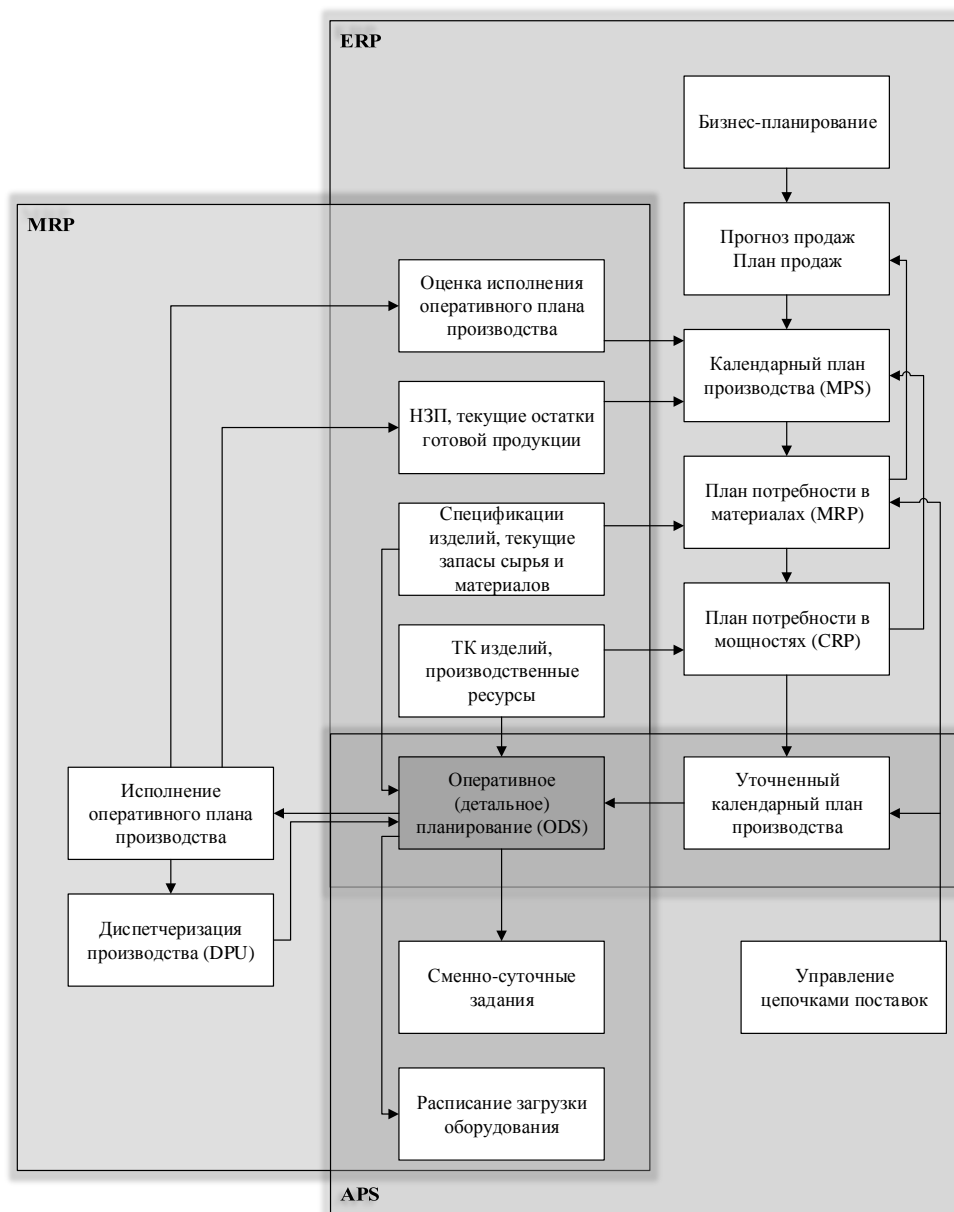 ERP
Бизнес-планирование
MRP
Прогноз продаж
План продаж
Оценка исполнения
оперативного плана
производства
Календарный план
производства (MPS)
НЗП, текущие остатки
готовой продукции
План потребности в
материалах (MRP)
Спецификации
изделий, текущие
запасы сырья и
материалов
План потребности в
мощностях (CRP)
ТК изделий,
производственные
ресурсы
Исполнение
оперативного плана
производства
Оперативное
(детальное)
планирование (ODS)
Уточненный
календарный план
производства
Диспетчеризация
производства (DPU)
Сменно-суточные
задания
Управление
цепочками поставок
Расписание загрузки
оборудования
APS